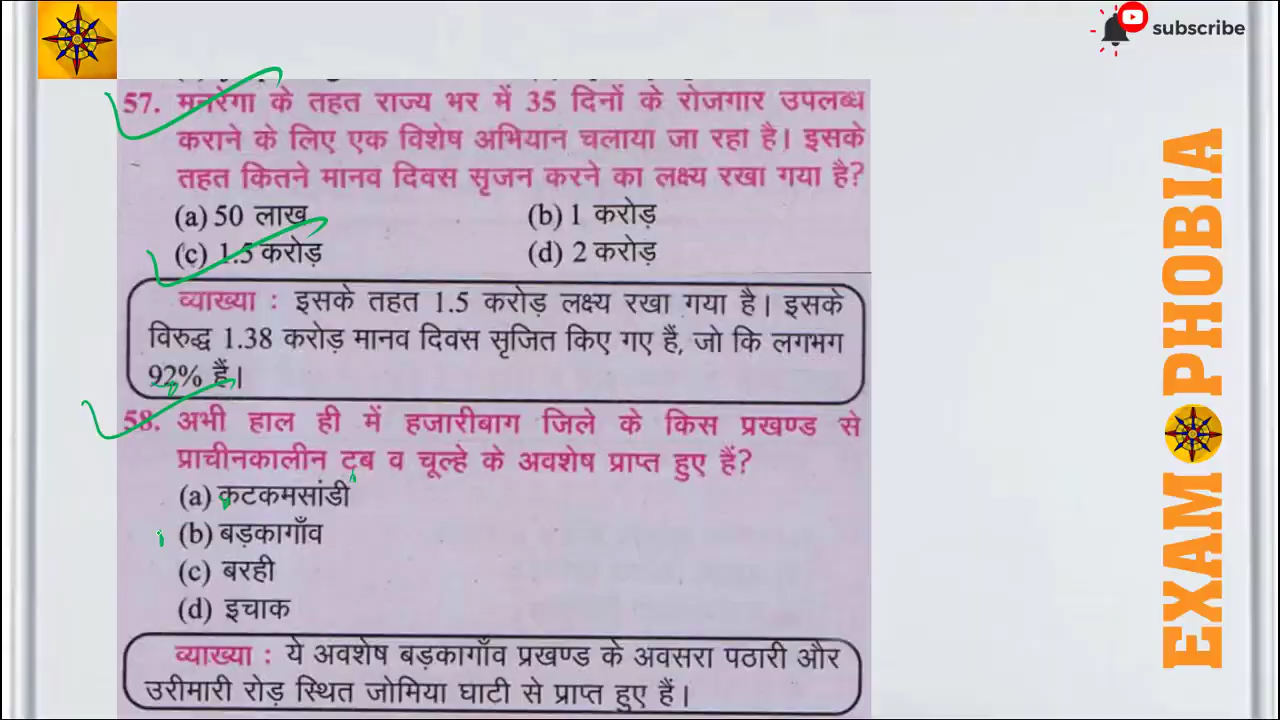 subscribe
57. मनरेगा के तहत राज्य भर में 35 दिनों के रोजगार उपलब्ध
कराने के लिए एक विशेष अभियान चलाया जा रहा है। इसके
तहत कितने मानव दिवस सृजन करने का लक्ष्य रखा गया है?
(a) 50 लाख (b) 1 करोड़
(c) 1.5 करोड़ (d) 2 करोड़
व्याख्या : इसके तहत 1.5 करोड़ लक्ष्य रखा गया है। इसके
विरुद्ध 1.38 करोड़ मानव दिवस सृजित किए गए हैं, जो कि लगभग
92% हैं।
58. अभी हाल ही में हजारीबाग जिले के किस प्रखण्ड से
प्राचीनकालीन टब व चूल्हे के अवशेष प्राप्त हुए हैं?
(a) कटकमसांडी
(b) बड़कागाँव
(c) बरही
(d) इचाक
व्याख्या : ये अवशेष बड़कागाँव प्रखण्ड के अवसरा पठारी और
उरीमारी रोड़ स्थित जोमिया घाटी से प्राप्त हुए हैं।
EXAM PHOBIA